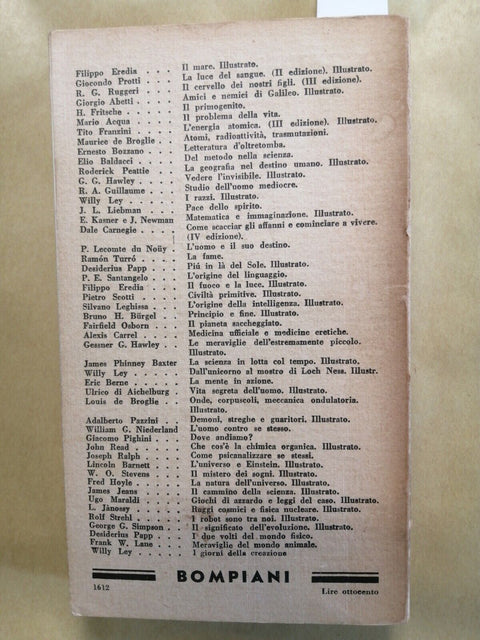 Filippo Eredia . . . Il mare. Illustrato.
Giocondo Protti . . . La luce del sangue. (II edizione). Illustrato.
R. G. Ruggeri . . . . Il cervello dei nostri figli. (III edizione).
Giorgio Abetti . . . . Amici e nemici di Galileo. Illustrato.
H. Fritsche . . . . . Il primogenito.
Mario Acqua . . . . . Il problema della vita.
Tito Franzini . . . . . L'energia atomica. (III edizione). Illustrato.
Maurice de Broglie . . . Atomi, radioattività, trasmutazioni.
Ernesto Bozzano . . . . Letteratura d'oltretomba.
Elio Baldacci . . . . . Del metodo nella scienza.
Roderick Peattie . . . La geografia nel destino umano. Illustrato.
G. G. Hawley . . . . . Vedere l'invisibile. Illustrato.
R. A. Guillaume . . . . Studio dell'uomo mediocre.
Willy Ley . . . . . . I razzi. Illustrato.
J. L. Liebman . . . . . Pace dello spirito.
E. Kasner e J. Newman Matematica e immaginazione. Illustrato.
Dale Carnegie . . . . . Come scacciar gli affanni e cominciare a vivere.
(IV edizione).
P. Lecomte du Noüy . L'uomo e il suo destino.
Ramón Turró . . . . . La fame.
Desiderius Papp . . . . Piú in là del Sole. Illustrato.
P. E. Santangelo . . . L'origine del linguaggio.
Filippo Eredia . . . . Il fuoco e la luce. Illustrato.
Pietro Scotti . . . . . Civiltà primitive. Illustrato.
Silvano Leghissa . . . L'origine della intelligenza. Illustrato.
Bruno H. Bürgel . . . Principio e fine. Illustrato.
Fairfield Osborn . . . . Il pianeta saccheggiato.
Alexis Carrel . . . . . Medicina ufficiale e medicine eretiche.
Gessner G. Hawley . . . Le meraviglie dell'estremamente piccolo.
Illustrato.
James Phinney Baxter La scienza in lotta col tempo. Illustrato.
Willy Ley . . . . . . Dall'unicorno al mostro di Loch Ness. Illustr.
Eric Berne . . . . . . La mente in azione.
Ulrico di Aichelburg . Vita segreta dell'uomo. Illustrato.
Louis de Broglie . . . . Onde, corpuscoli, meccanica ondulatoria.
Illustrato.
Adalberto Pazzini . . . Demoni, streghe e guaritori. Illustrato.
William G. Niederland L'uomo contro se stesso.
Giacomo Pighini . . . . Dove andiamo?
John Read . . . . . . Che cos'è la chimica organica. Illustrato.
Joseph Ralph . . . . . Come psicanalizzare se stessi.
Lincoln Barnett . . . . L'universo e Einstein. Illustrato.
W. O. Stevens . . . . Il mistero dei sogni. Illustrato.
Fred Hoyle . . . . . . La natura dell'universo. Illustrato.
James Jeans . . . . . Il cammino della scienza. Illustrato.
Ugo Maraldi . . . . . Giochi di azzardo e leggi del caso. Illustrato.
L. Jánossy . . . . . . Raggi cosmici e fisica nucleare. Illustrato.
Rolf Strehl . . . . . . I robot sono tra noi. Illustrato.
George G. Simpson . . Il significato dell'evoluzione. Illustrato.
Desiderius Papp . . . . I due volti del mondo fisico.
Frank W. Lane . . . . Meraviglie del mondo animale.
Willy Ley . . . . . . I giorni della creazione
BOMPIANI
1612 Lire ottocento